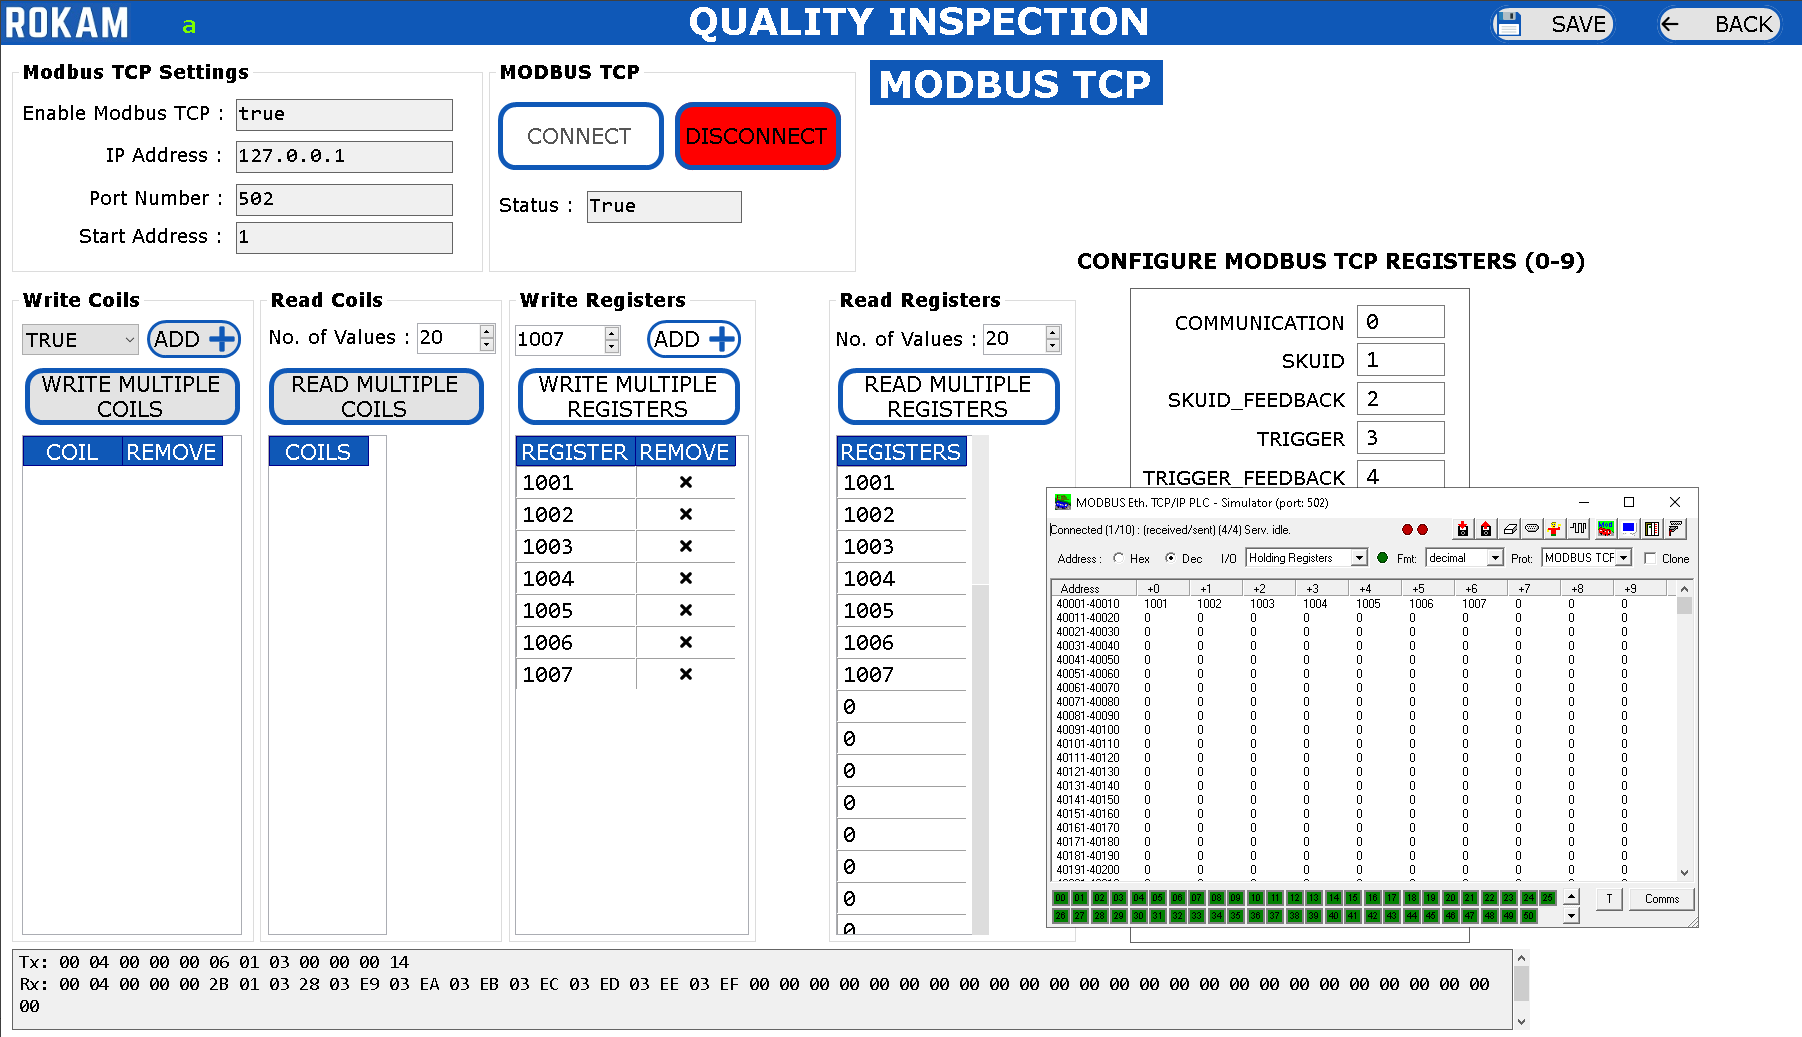 ROKAM a QUALITY INSPECTION SAVE BACK
Modbus TCP Settings
Enable Modbus TCP : true
IP Address : 127.0.0.1
Port Number : 502
Start Address : 1
MODBUS TCP
CONNECT DISCONNECT
Status : True
MODBUS TCP
CONFIGURE MODBUS TCP REGISTERS (0-9)
COMMUNICATION 0
SKUID 1
SKUID_FEEDBACK 2
TRIGGER 3
TRIGGER_FEEDBACK 4
Write Coils
TRUE ADD
WRITE MULTIPLE
COILS
COIL REMOVE
Read Coils
No. of Values : 20
READ MULTIPLE
COILS
COILS
Write Registers
1007 ADD
WRITE MULTIPLE
REGISTERS
REGISTER REMOVE
1001
1002
1003
1004
1005
1006
1007
Read Registers
No. of Values : 20
READ MULTIPLE
REGISTERS
REGISTERS
1001
1002
1003
1004
1005
1006
1007
0
0
0
0
0
0
0
0
MODBUS Eth. TCP/IP PLC - Simulator (port: 502)
Connected (1/10) : (received/sent) (4/4) Serv. idle.
Address : Hex Dec I/O Holding Registers Fmt: decimal Prot: MODBUS TCP Clone
Address +0 +1 +2 +3 +4 +5 +6 +7 +8 +9
40001-40010 1001 1002 1003 1004 1005 1006 1007 0 0 0
40011-40020 0 0 0 0 0 0 0 0 0 0
40021-40030 0 0 0 0 0 0 0 0 0 0
40031-40040 0 0 0 0 0 0 0 0 0 0
40041-40050 0 0 0 0 0 0 0 0 0 0
40051-40060 0 0 0 0 0 0 0 0 0 0
40061-40070 0 0 0 0 0 0 0 0 0 0
40071-40080 0 0 0 0 0 0 0 0 0 0
40081-40090 0 0 0 0 0 0 0 0 0 0
40091-40100 0 0 0 0 0 0 0 0 0 0
40101-40110 0 0 0 0 0 0 0 0 0 0
40111-40120 0 0 0 0 0 0 0 0 0 0
40121-40130 0 0 0 0 0 0 0 0 0 0
40131-40140 0 0 0 0 0 0 0 0 0 0
40141-40150 0 0 0 0 0 0 0 0 0 0
40151-40160 0 0 0 0 0 0 0 0 0 0
40161-40170 0 0 0 0 0 0 0 0 0 0
40171-40180 0 0 0 0 0 0 0 0 0 0
40181-40190 0 0 0 0 0 0 0 0 0 0
40191-40200 0 0 0 0 0 0 0 0 0 0
00 01 02 03 04 05 06 07 08 09 10 11 12 13 14 15 16 17 18 19 20 21 22 23 24 25 T Comms
26 27 28 29 30 31 32 33 34 35 36 37 38 39 40 41 42 43 44 45 46 47 48 49 50
Tx: 00 04 00 00 00 06 01 03 00 00 00 14
Rx: 00 04 00 00 00 2B 01 03 28 03 E9 03 EA 03 EB 03 EC 03 ED 03 EE 03 EF 00 00 00 00 00 00 00 00 00 00 00 00 00 00 00 00 00 00 00 00 00 00 00 00 00
00